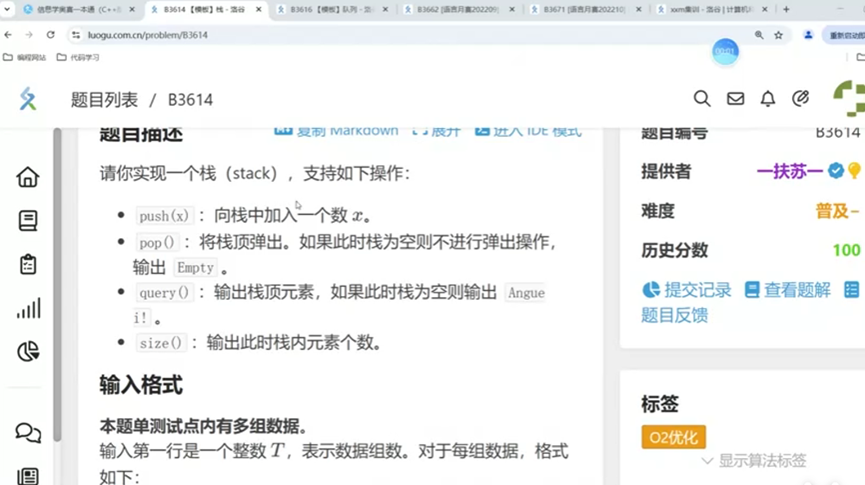 信息学奥赛一本通（C++
B3614【模板】栈 - 洛谷
B3616【模板】队列 - 洛
B3662 [语言月赛202209]
B3671 [语言月赛202210]
xxm集训 - 洛谷 | 计算机
luogu.com.cn/problem/B3614
重新启动即
编程网站
代码学习
00:01
题目列表 / B3614
题目描述
复制 Markdown 展开 进入 IDE 模式
请你实现一个栈（stack），支持如下操作：
push(x)：向栈中加入一个数 x。
pop()：将栈顶弹出。如果此时栈为空则不进行弹出操作，
输出 Empty。
query()：输出栈顶元素，如果此时栈为空则输出 Angue
i!。
size()：输出此时栈内元素个数。
输入格式
本题单测试点内有多组数据。
输入第一行是一个整数 T，表示数据组数。对于每组数据，格式
如下：
题目编号 B3614
提供者 一扶苏一
难度 普及−
历史分数 100
提交记录 查看题解
题目反馈
标签
O2优化
显示算法标签